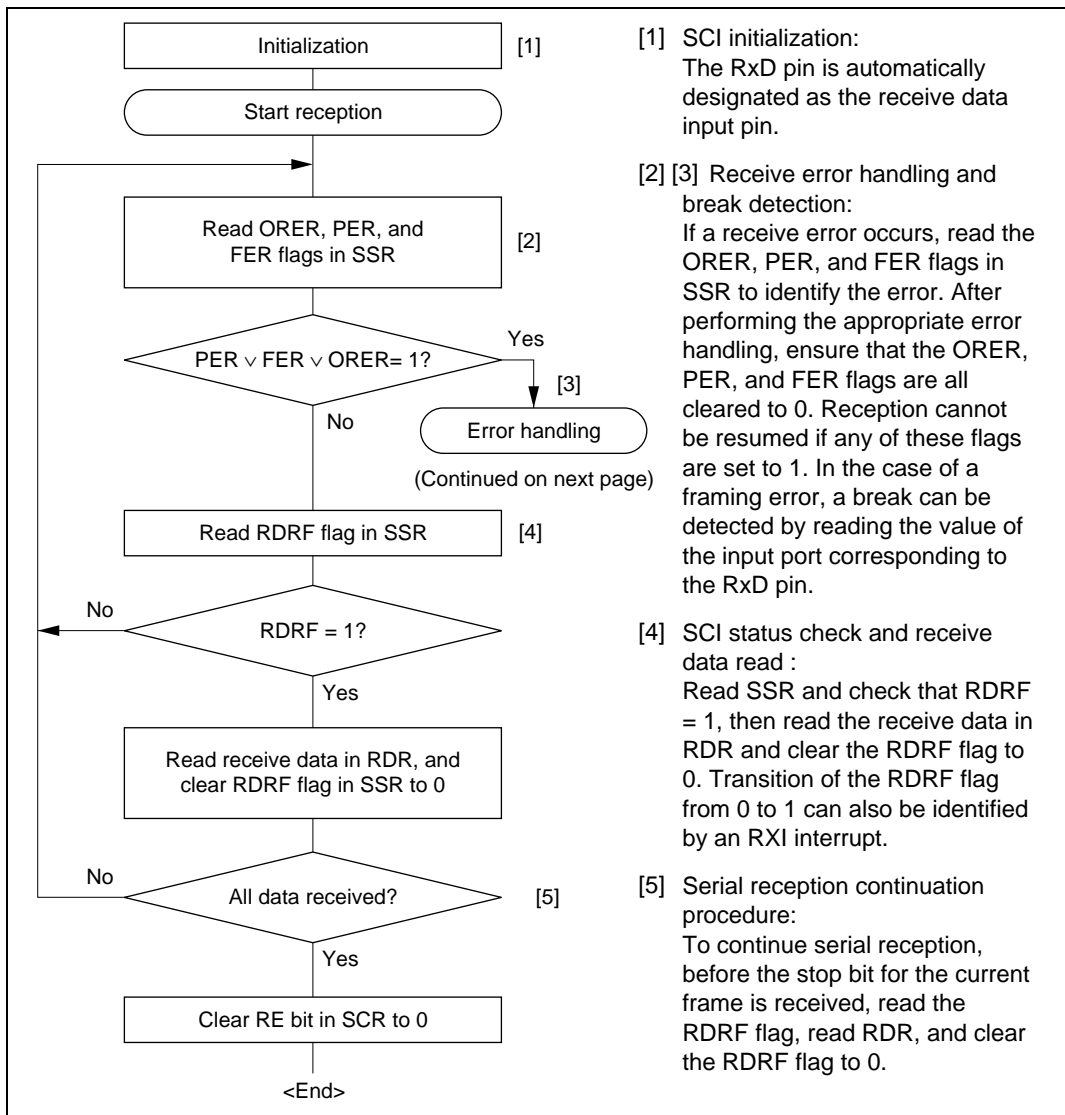 Initialization
[1]
Start reception
Read ORER, PER, and
FER flags in SSR
[2]
PER ∨ FER ∨ ORER= 1?
Yes
[3]
No
Error handling
(Continued on next page)
Read RDRF flag in SSR
[4]
No
RDRF = 1?
Yes
Read receive data in RDR, and
clear RDRF flag in SSR to 0
No
All data received?
[5]
Yes
Clear RE bit in SCR to 0
<End>
[1] SCI initialization:
The RxD pin is automatically
designated as the receive data
input pin.
[2] [3] Receive error handling and
break detection:
If a receive error occurs, read the
ORER, PER, and FER flags in
SSR to identify the error. After
performing the appropriate error
handling, ensure that the ORER,
PER, and FER flags are all
cleared to 0. Reception cannot
be resumed if any of these flags
are set to 1. In the case of a
framing error, a break can be
detected by reading the value of
the input port corresponding to
the RxD pin.
[4] SCI status check and receive
data read :
Read SSR and check that RDRF
= 1, then read the receive data in
RDR and clear the RDRF flag to
0. Transition of the RDRF flag
from 0 to 1 can also be identified
by an RXI interrupt.
[5] Serial reception continuation
procedure:
To continue serial reception,
before the stop bit for the current
frame is received, read the
RDRF flag, read RDR, and clear
the RDRF flag to 0.